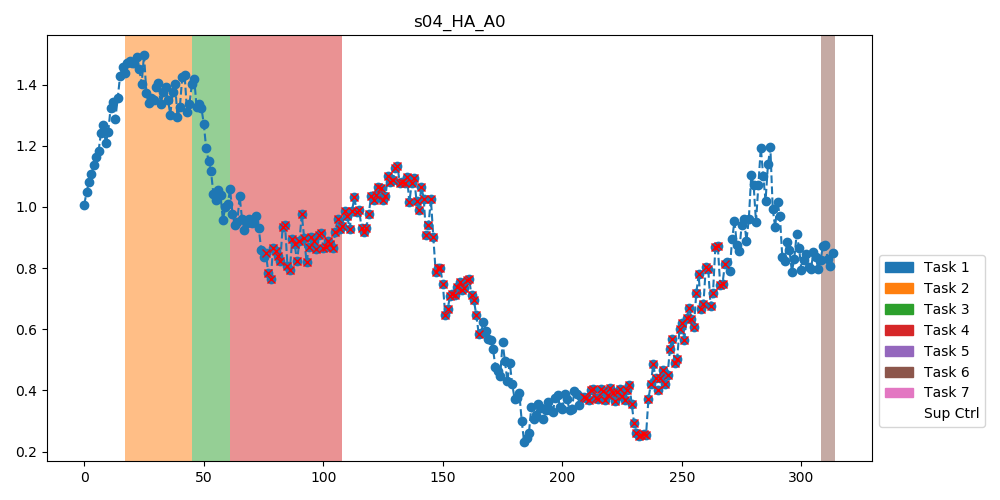 s04_HA_A0
1.4
1.2
1.0
0.8
0.6
0.4
0.2
0 50 100 150 200 250 300
Task 1
Task 2
Task 3
Task 4
Task 5
Task 6
Task 7
Sup Ctrl